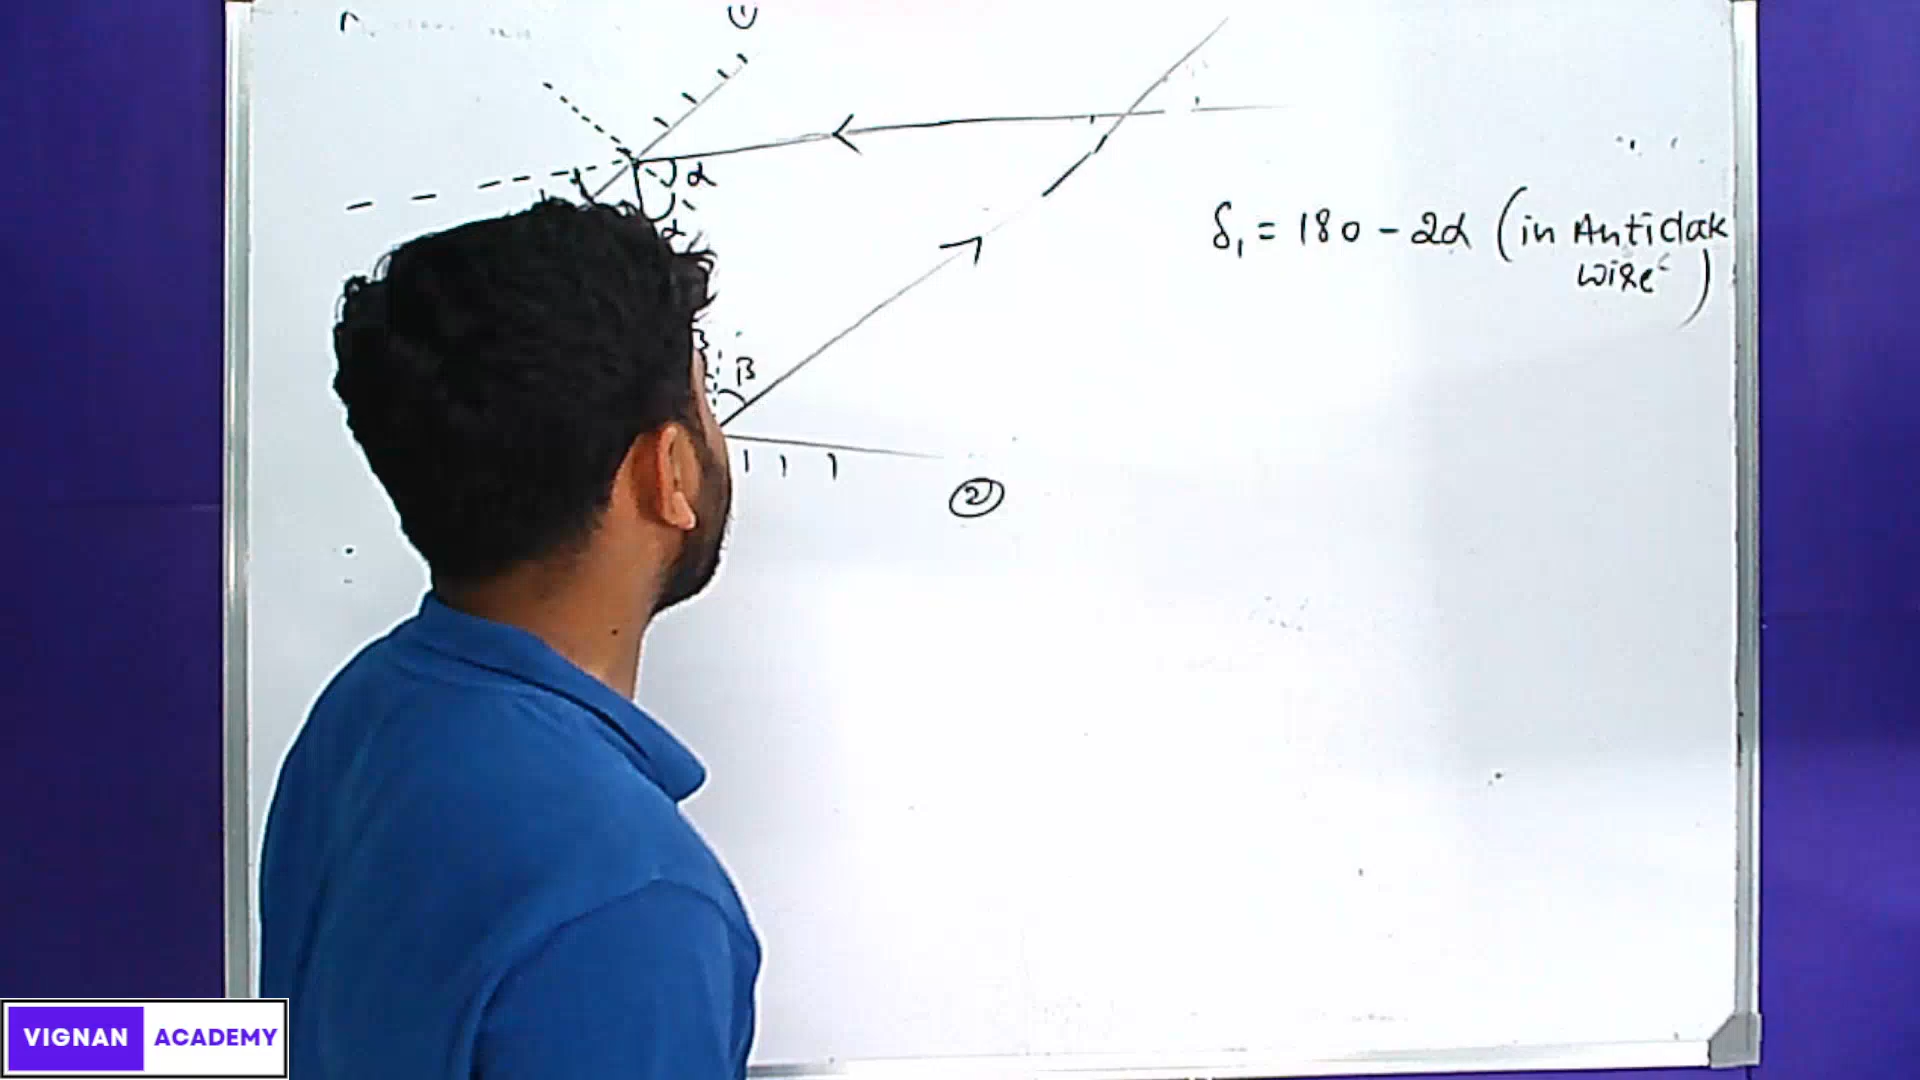 (1)
α
α
δ₁ = 180 - 2α (in Anticlak
wise)
β
β
(2)
VIGNAN ACADEMY